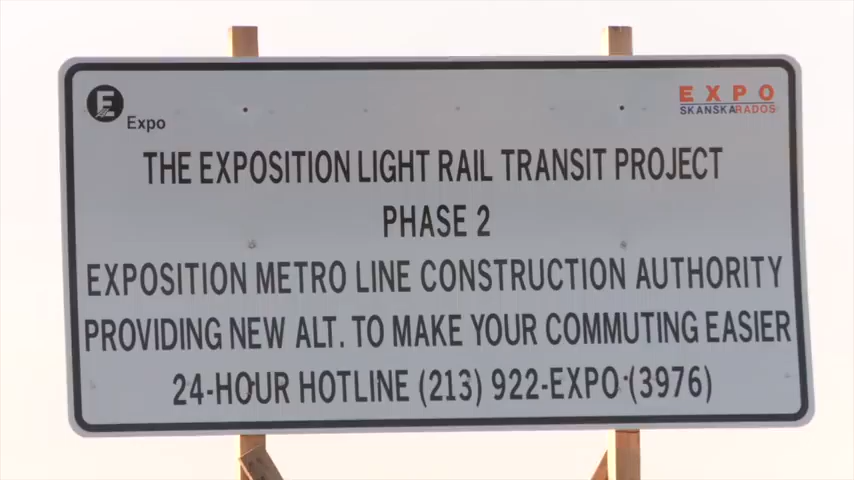 E
Expo
EXPO
SKANSKARADOS
THE EXPOSITION LIGHT RAIL TRANSIT PROJECT
PHASE 2
EXPOSITION METRO LINE CONSTRUCTION AUTHORITY
PROVIDING NEW ALT. TO MAKE YOUR COMMUTING EASIER
24-HOUR HOTLINE (213) 922-EXPO (3976)